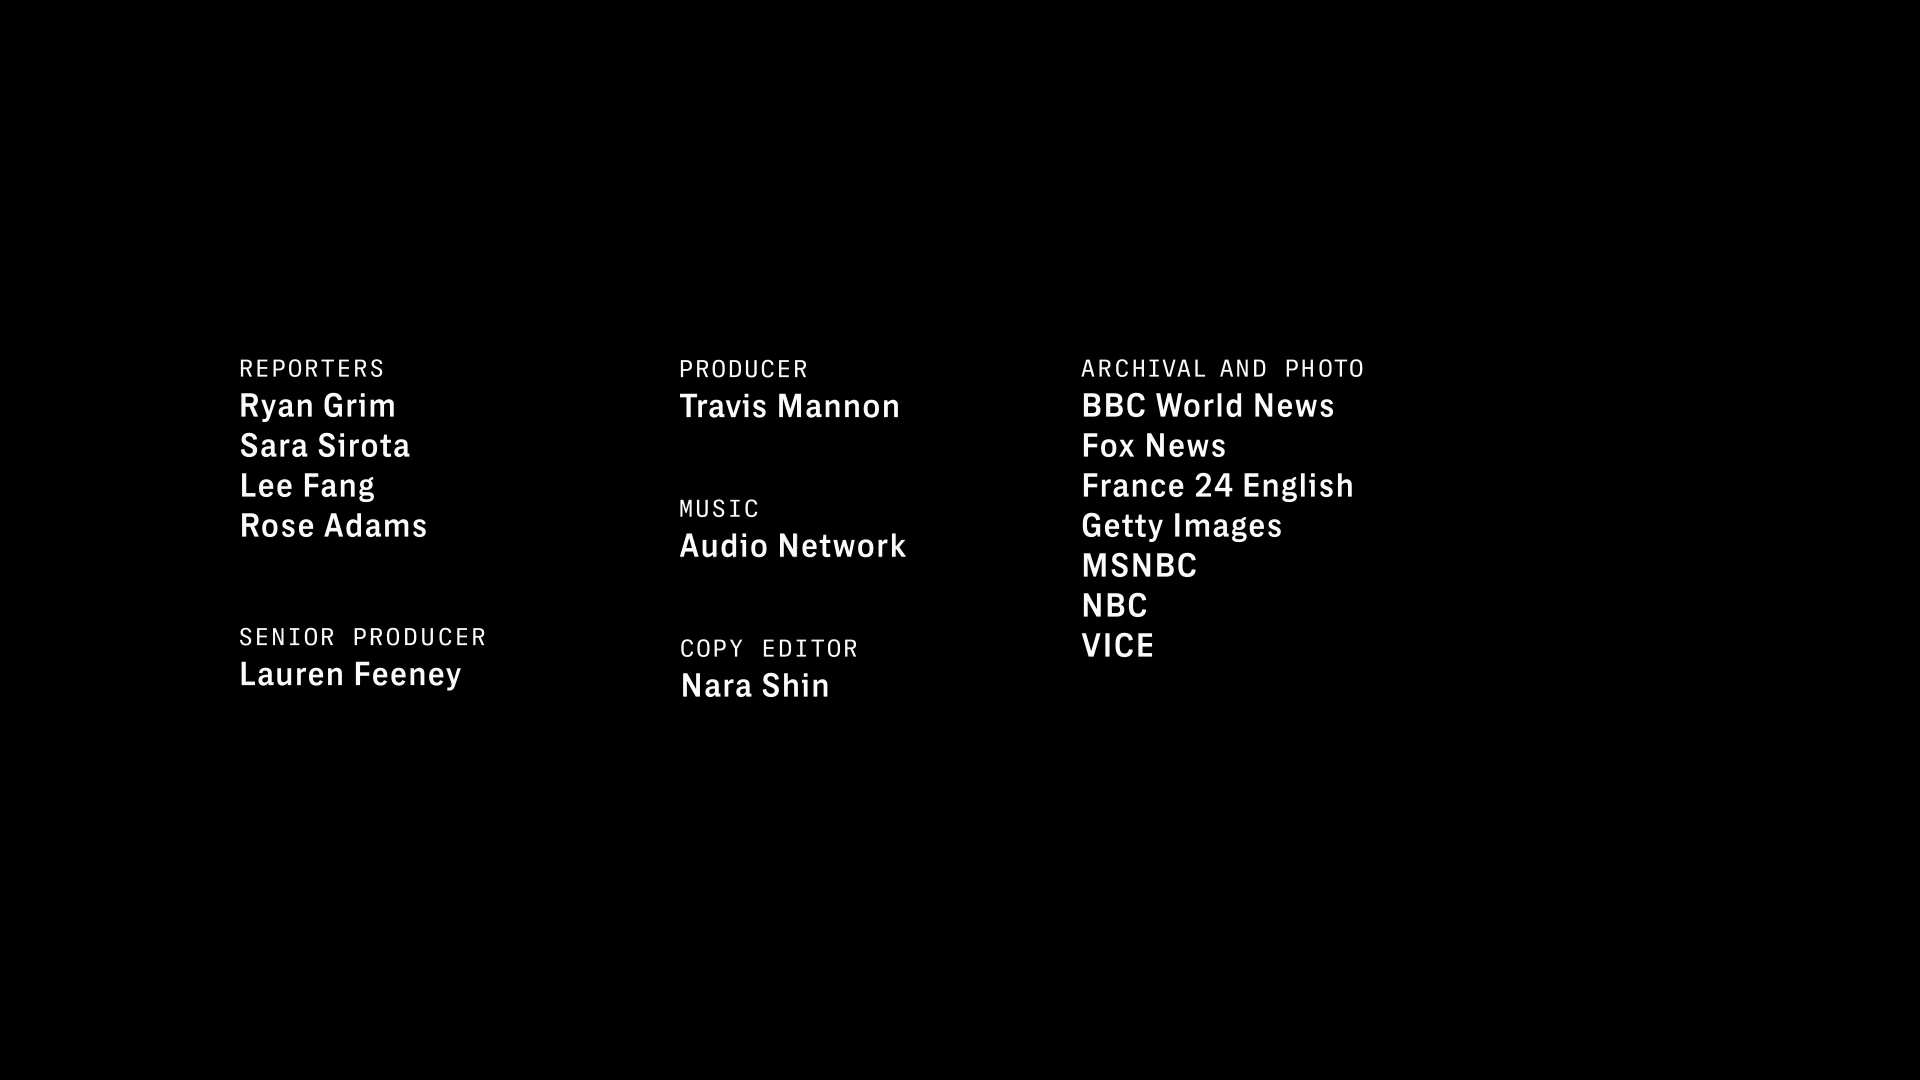 REPORTERS
Ryan Grim
Sara Sirota
Lee Fang
Rose Adams
SENIOR PRODUCER
Lauren Feeney
PRODUCER
Travis Mannon
MUSIC
Audio Network
COPY EDITOR
Nara Shin
ARCHIVAL AND PHOTO
BBC World News
Fox News
France 24 English
Getty Images
MSNBC
NBC
VICE